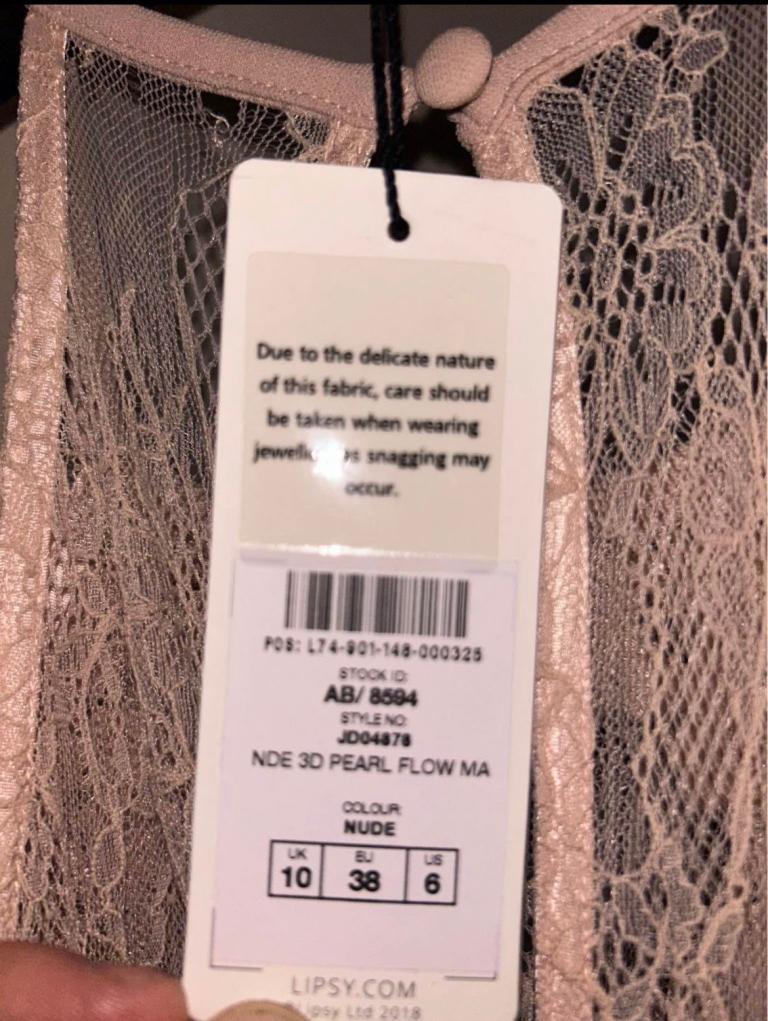 Due to the delicate nature
of this fabric, care should
be taken when wearing
snagging may
occur.
POS: L74-901-148-000325
STOCK ID:
AB/ 8594
STYLE NO:
JD04878
NDE 3D PEARL FLOW MA
COLOUR:
NUDE
UK EU US
10 38 6
LIPSY.COM
Lipsy Ltd 2018